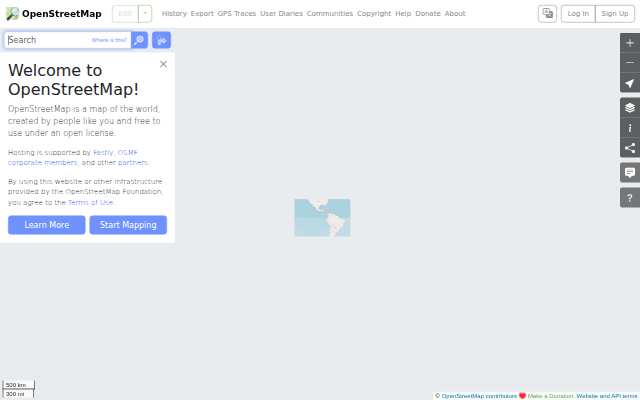 OpenStreetMap
Edit
History Export GPS Traces User Diaries Communities Copyright Help Donate About
Log In Sign Up
Search
Where is this?
Welcome to
OpenStreetMap!
OpenStreetMap is a map of the world,
created by people like you and free to
use under an open license.
Hosting is supported by Fastly, OSMF
corporate members, and other partners.
By using this website or other infrastructure
provided by the OpenStreetMap Foundation,
you agree to the Terms of Use.
Learn More
Start Mapping
500 km
300 mi
© OpenStreetMap contributors ❤ Make a Donation. Website and API terms